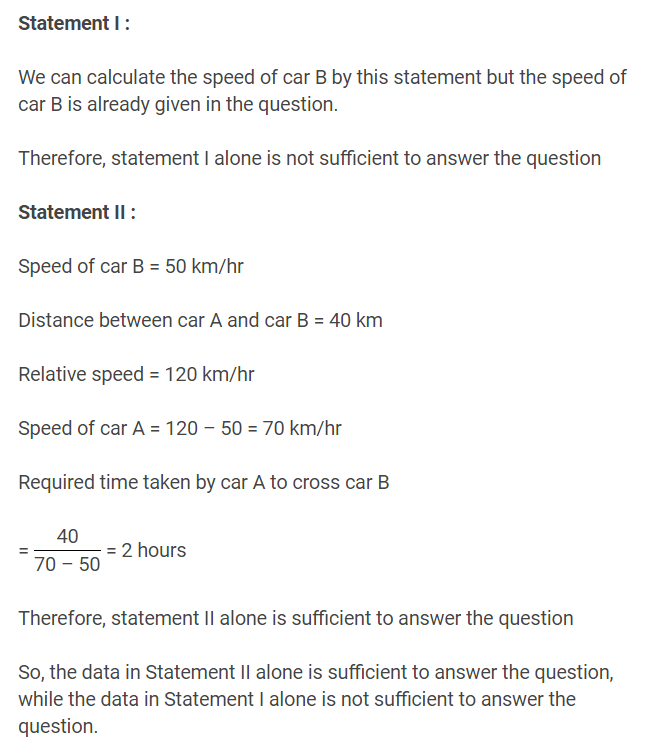 Statement I :
We can calculate the speed of car B by this statement but the speed of
car B is already given in the question.
Therefore, statement I alone is not sufficient to answer the question
Statement II :
Speed of car B = 50 km/hr
Distance between car A and car B = 40 km
Relative speed = 120 km/hr
Speed of car A = 120 – 50 = 70 km/hr
Required time taken by car A to cross car B
= 40 / 70 – 50 = 2 hours
Therefore, statement II alone is sufficient to answer the question
So, the data in Statement II alone is sufficient to answer the question,
while the data in Statement I alone is not sufficient to answer the
question.